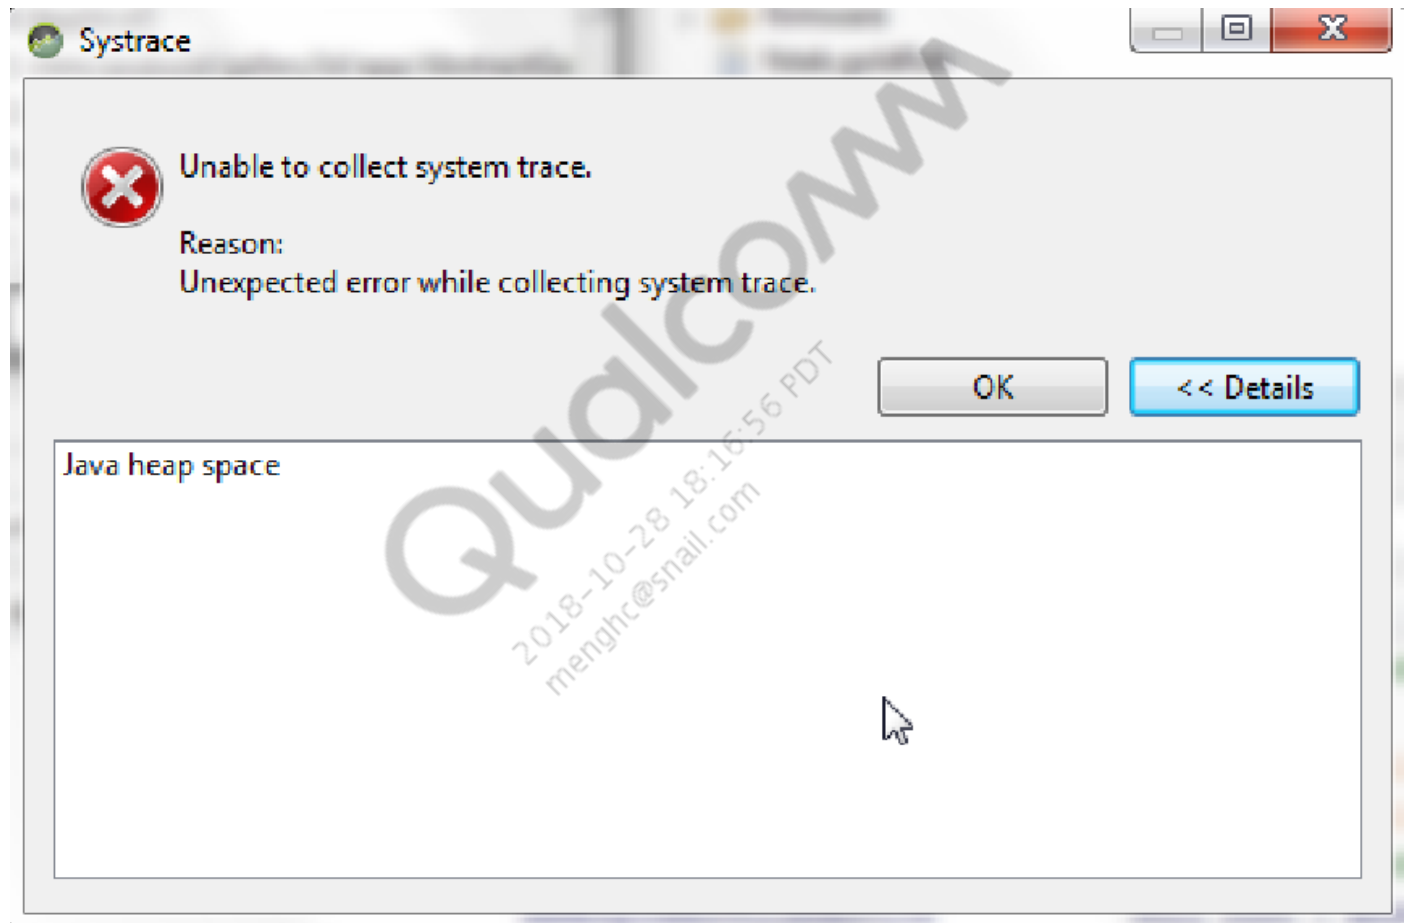 Systrace
Unable to collect system trace.
Reason:
Unexpected error while collecting system trace.
OK
<< Details
Java heap space
Qualcomm
2018-10-28 18:16:56 PDT
menghc@snail.com